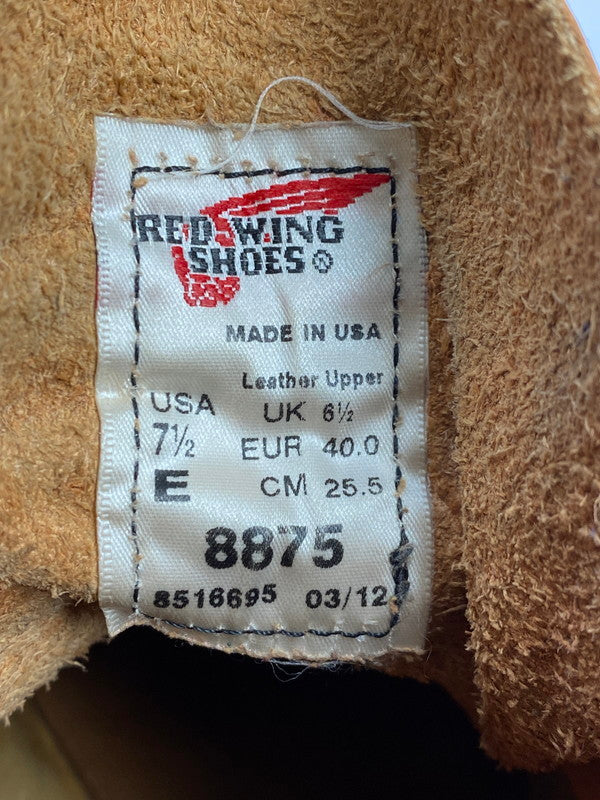 RED WING
SHOES ®
MADE IN USA
Leather Upper
USA UK 6½
7½ EUR 40.0
E CM 25.5
8875
8516695 03/12